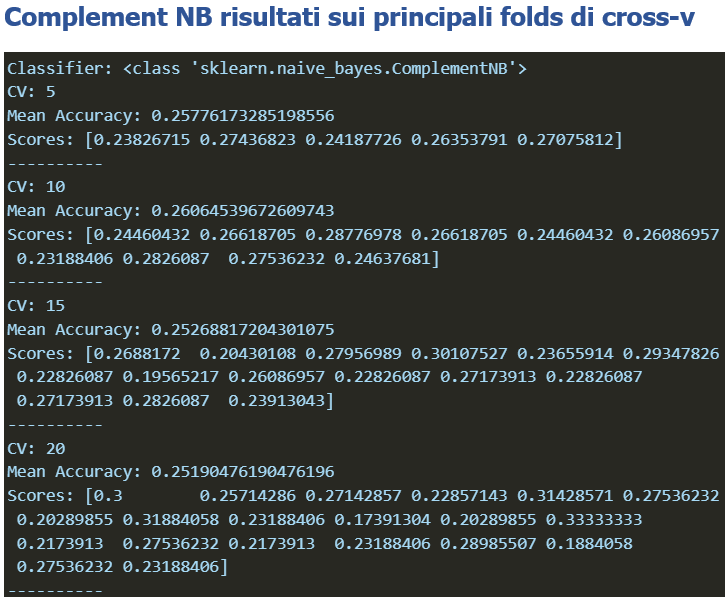 Complement NB risultati sui principali folds di cross-v
Classifier: <class 'sklearn.naive_bayes.ComplementNB'>
CV: 5
Mean Accuracy: 0.25776173285198556
Scores: [0.23826715 0.27436823 0.24187726 0.26353791 0.27075812]
----------
CV: 10
Mean Accuracy: 0.26064539672609743
Scores: [0.24460432 0.26618705 0.28776978 0.26618705 0.24460432 0.26086957
 0.23188406 0.2826087  0.27536232 0.24637681]
----------
CV: 15
Mean Accuracy: 0.25268817204301075
Scores: [0.2688172  0.20430108 0.27956989 0.30107527 0.23655914 0.29347826
 0.22826087 0.19565217 0.26086957 0.22826087 0.27173913 0.22826087
 0.27173913 0.2826087  0.23913043]
----------
CV: 20
Mean Accuracy: 0.25190476190476196
Scores: [0.3        0.25714286 0.27142857 0.22857143 0.31428571 0.27536232
 0.20289855 0.31884058 0.23188406 0.17391304 0.20289855 0.33333333
 0.2173913  0.27536232 0.2173913  0.23188406 0.28985507 0.1884058
 0.27536232 0.23188406]
----------